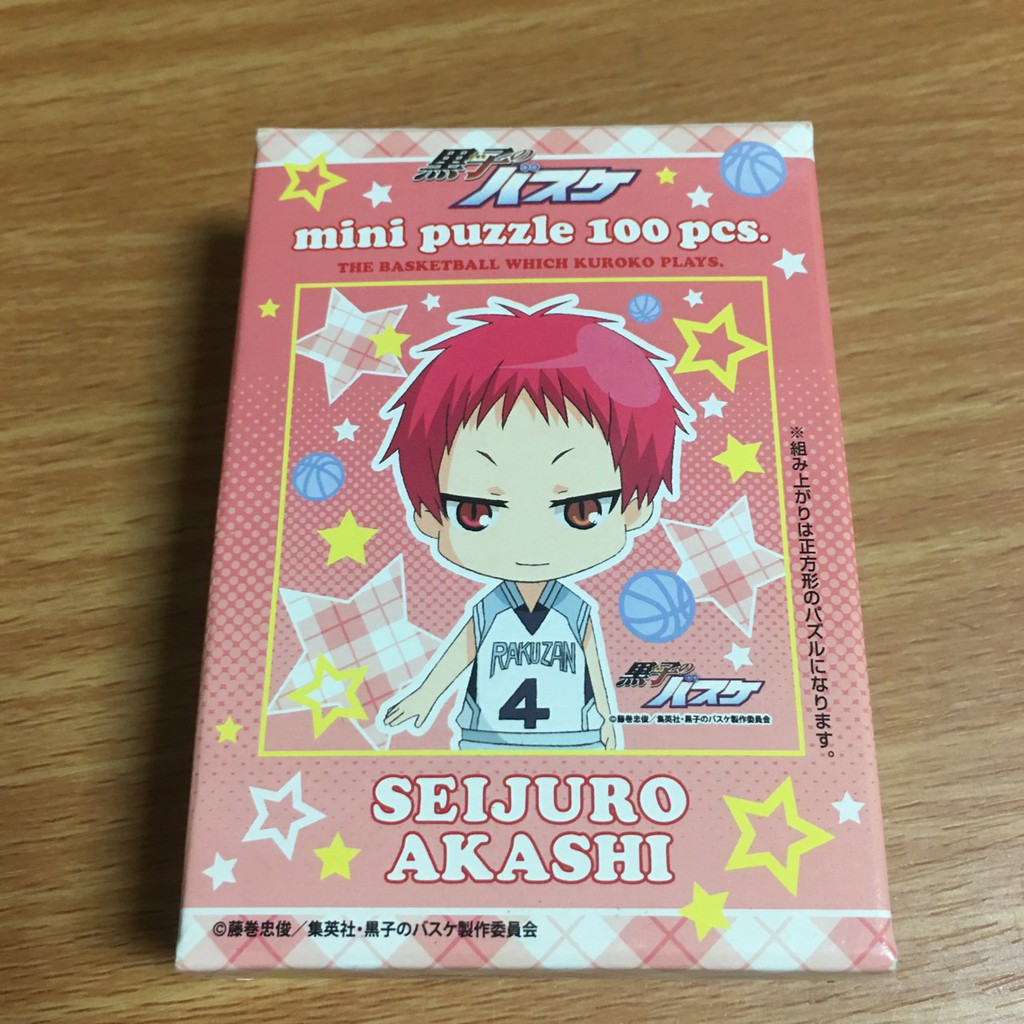 黒子の
バスケ
mini puzzle 100 pcs.
THE BASKETBALL WHICH KUROKO PLAYS.
※組み上がりは正方形のパズルになります。
RAKUZAN
4
黒子の
バスケ
©藤巻忠俊／集英社・黒子のバスケ製作委員会
SEIJURO
AKASHI
©藤巻忠俊／集英社・黒子のバスケ製作委員会